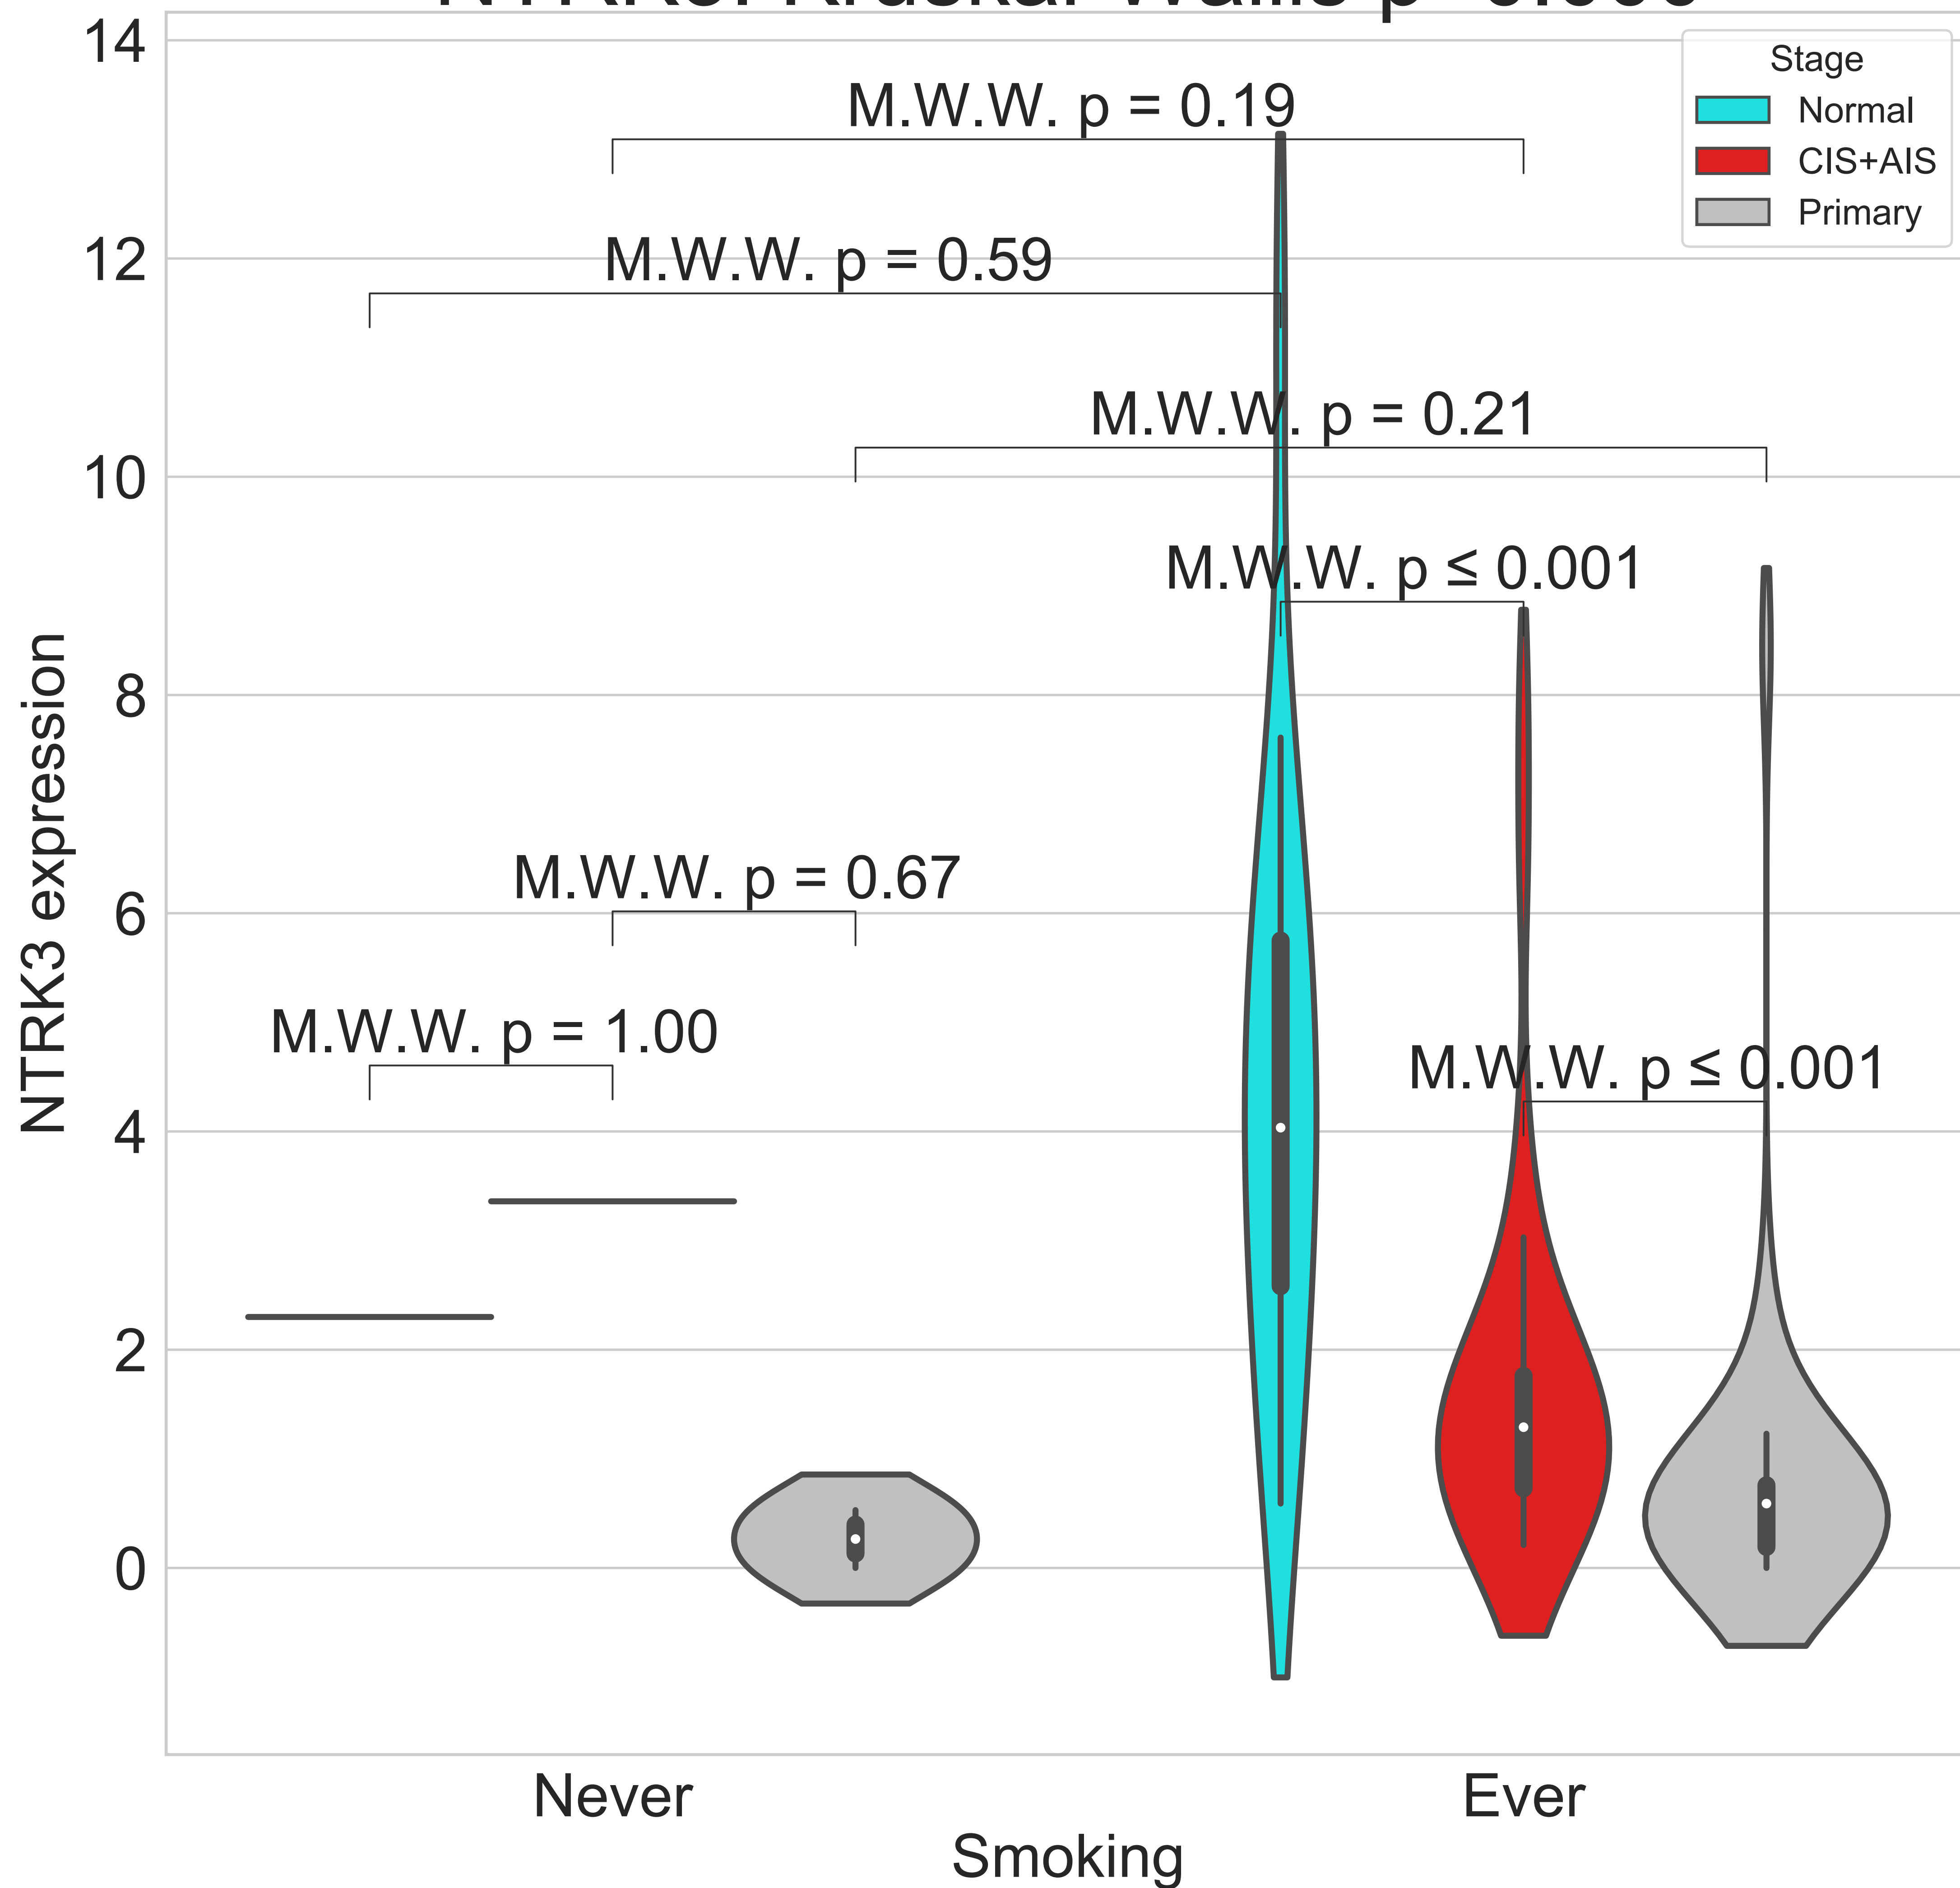 14
12
10
8
6
4
2
0
NTRK3 expression
Stage
Normal
CIS+AIS
Primary
M.W.W. p = 0.19
M.W.W. p = 0.59
M.W.W. p = 0.21
M.W.W. p ≤ 0.001
M.W.W. p = 0.67
M.W.W. p = 1.00
M.W.W. p ≤ 0.001
Never
Ever
Smoking